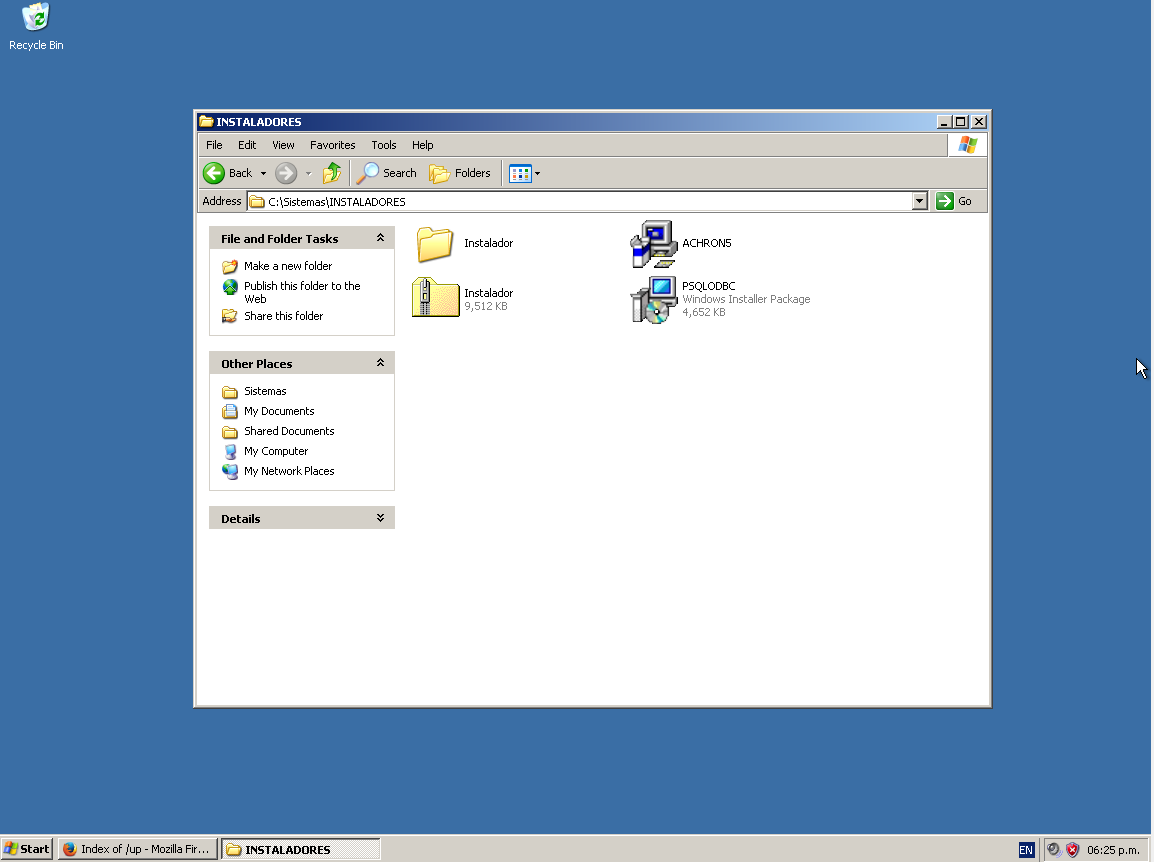 Recycle Bin
INSTALADORES
File Edit View Favorites Tools Help
Back Search Folders
Address C:\Sistemas\INSTALADORES Go
File and Folder Tasks
Make a new folder
Publish this folder to the
Web
Share this folder
Other Places
Sistemas
My Documents
Shared Documents
My Computer
My Network Places
Details
Instalador
ACHRON5
Instalador
9,512 KB
PSQLODBC
Windows Installer Package
4,652 KB
Start Index of /up - Mozilla Fir... INSTALADORES EN 06:25 p.m.